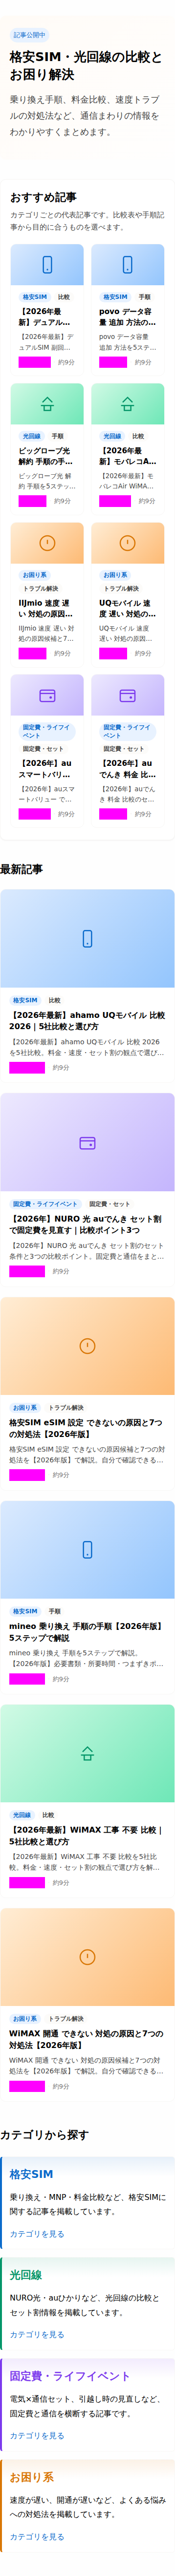 記事公開中
格安SIM・光回線の比較と
お困り解決
乗り換え手順、料金比較、速度トラブ
ルの対処法など、通信まわりの情報を
わかりやすくまとめます。
おすすめ記事
カテゴリごとの代表記事です。比較表や手順記
事から目的に合うものを選べます。
格安SIM 比較
【2026年最
新】デュアル…
【2026年最新】デ
ュアルSIM 副回…
約9分
格安SIM 手順
povo データ容
量 追加 方法の…
povo データ容量
追加 方法を5ステ…
約9分
光回線 手順
ビッグローブ光
解約 手順の手…
ビッグローブ光 解
約 手順を5ステッ…
約9分
光回線 比較
【2026年最
新】モバレコA…
【2026年最新】モ
バレコAir WiMA…
約9分
お困り系
トラブル解決
IIJmio 速度 遅
い 対処の原因…
IIJmio 速度 遅い 対
処の原因候補と7…
約9分
お困り系
トラブル解決
UQモバイル 速
度 遅い 対処の…
UQモバイル 速度
遅い 対処の原因…
約9分
固定費・ライフイ
ベント
固定費・セット
【2026年】au
スマートバリ…
【2026年】auスマ
ートバリュー で…
約9分
固定費・ライフイ
ベント
固定費・セット
【2026年】au
でんき 料金 比…
【2026年】auでん
き 料金 比較のセ…
約9分
最新記事
格安SIM 比較
【2026年最新】ahamo UQモバイル 比較
2026｜5社比較と選び方
【2026年最新】ahamo UQモバイル 比較 2026
を5社比較。料金・速度・セット割の観点で選び…
約9分
固定費・ライフイベント 固定費・セット
【2026年】NURO 光 auでんき セット割
で固定費を見直す｜比較ポイント3つ
【2026年】NURO 光 auでんき セット割のセット
条件と3つの比較ポイント。固定費と通信をまと…
約9分
お困り系 トラブル解決
格安SIM eSIM 設定 できないの原因と7つ
の対処法【2026年版】
格安SIM eSIM 設定 できないの原因候補と7つの対
処法を【2026年版】で解説。自分で確認できる…
約9分
格安SIM 手順
mineo 乗り換え 手順の手順【2026年版】
5ステップで解説
mineo 乗り換え 手順を5ステップで解説。
【2026年版】必要書類・所要時間・つまずきポ…
約9分
光回線 比較
【2026年最新】WiMAX 工事 不要 比較｜
5社比較と選び方
【2026年最新】WiMAX 工事 不要 比較を5社比
較。料金・速度・セット割の観点で選び方を解…
約9分
お困り系 トラブル解決
WiMAX 開通 できない 対処の原因と7つの
対処法【2026年版】
WiMAX 開通 できない 対処の原因候補と7つの対
処法を【2026年版】で解説。自分で確認できる…
約9分
カテゴリから探す
格安SIM
乗り換え・MNP・料金比較など、格安SIMに
関する記事を掲載しています。
カテゴリを見る
光回線
NURO光・auひかりなど、光回線の比較と
セット割情報を掲載しています。
カテゴリを見る
固定費・ライフイベント
電気×通信セット、引越し時の見直しなど、
固定費と通信を横断する記事です。
カテゴリを見る
お困り系
速度が遅い、開通が遅いなど、よくある悩み
への対処法を掲載しています。
カテゴリを見る